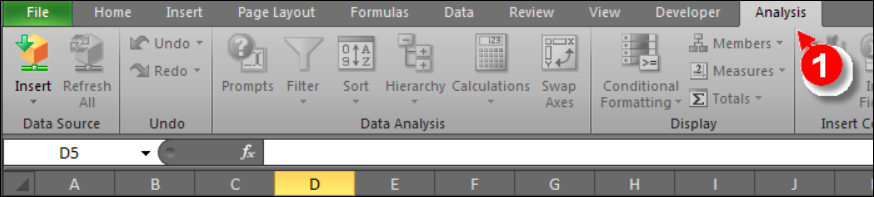 File Home Insert Page Layout Formulas Data Review View Developer Analysis
1
Undo Members
Redo Measures
Insert Refresh All Prompts Filter Sort Hierarchy Calculations Swap Axes Conditional Formatting Totals
Data Source Undo Data Analysis Display Insert
D5 fx
A B C D E F G H I J